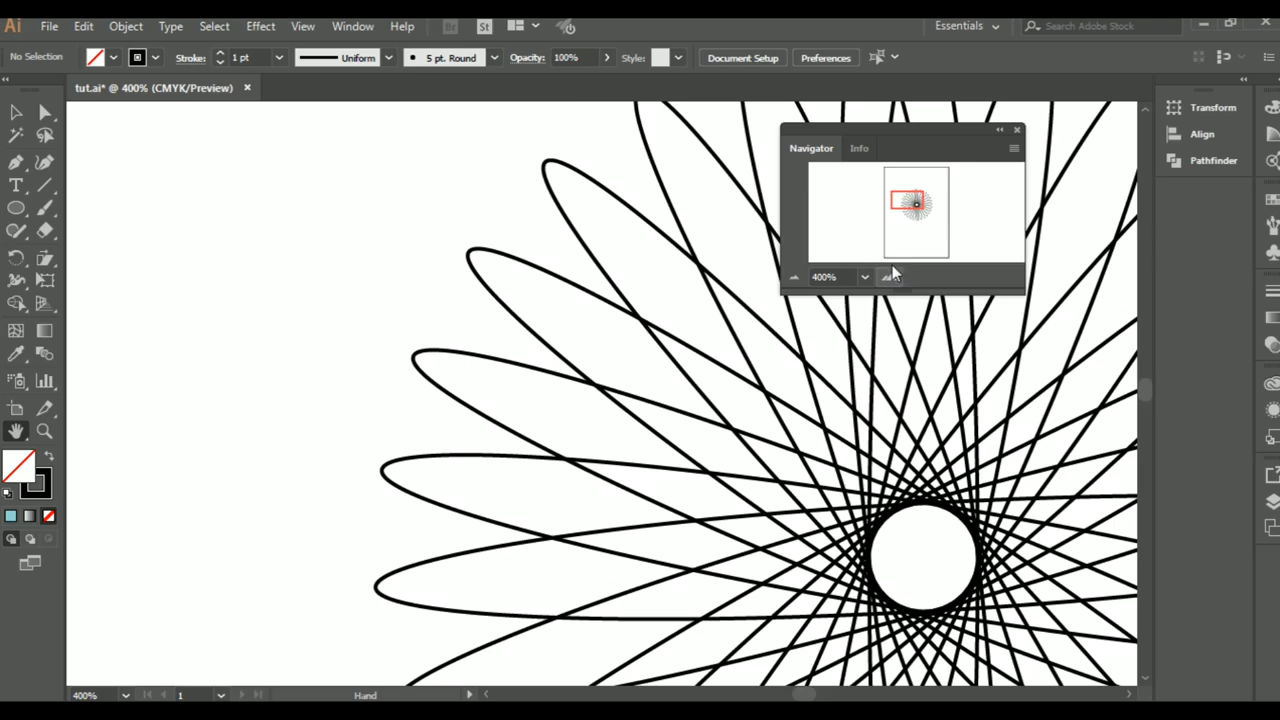 Ai File Edit Object Type Select Effect View Window Help Br St Essentials Search Adobe Stock
No Selection Stroke: 1 pt Uniform 5 pt. Round Opacity: 100% Style: Document Setup Preferences
tut.ai* @ 400% (CMYK/Preview)
Transform
Align
Pathfinder
Navigator Info
400%
400% 1 Hand